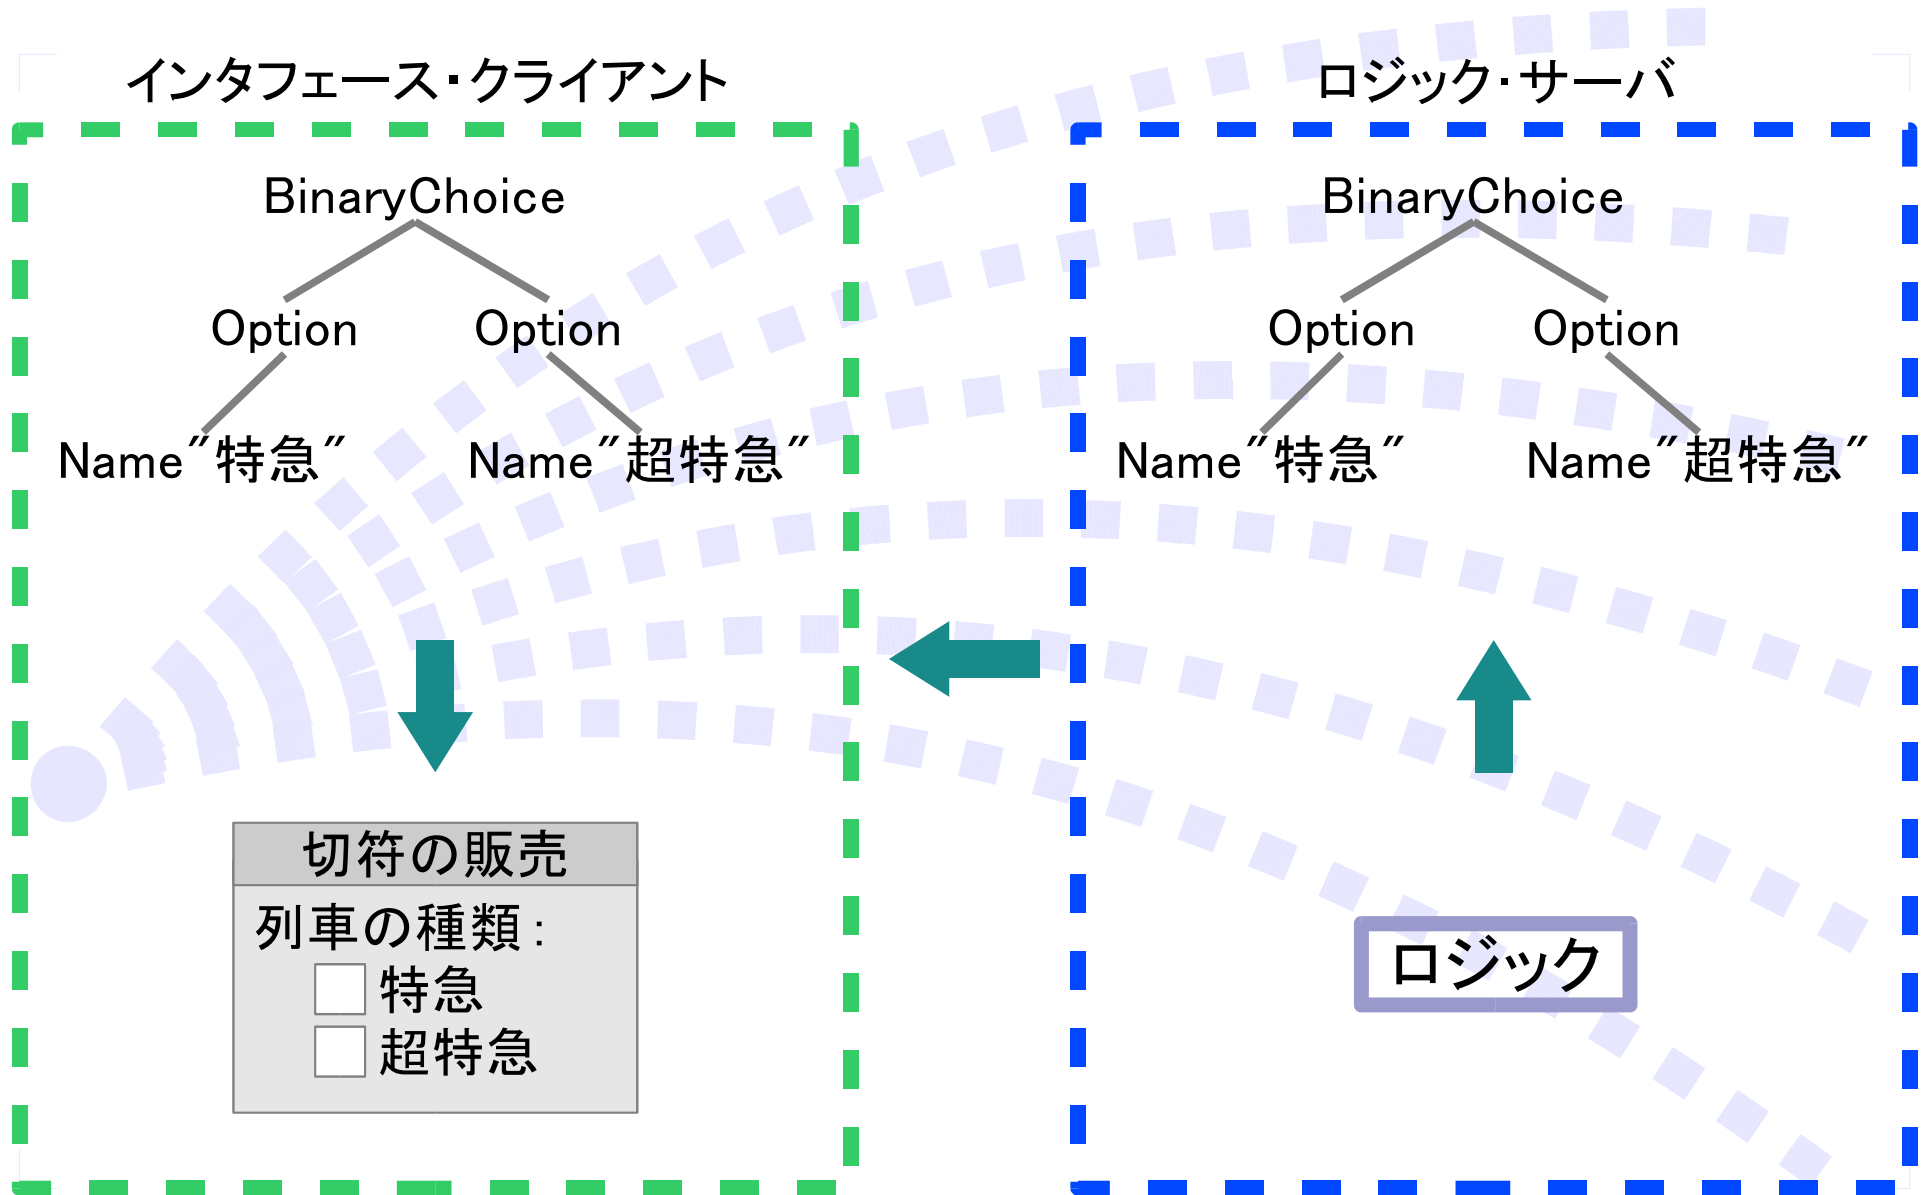 インタフェース・クライアント
BinaryChoice
Option Option
Name"特急" Name"超特急"
切符の販売
列車の種類：
特急
超特急
ロジック・サーバ
BinaryChoice
Option Option
Name"特急" Name"超特急"
ロジック